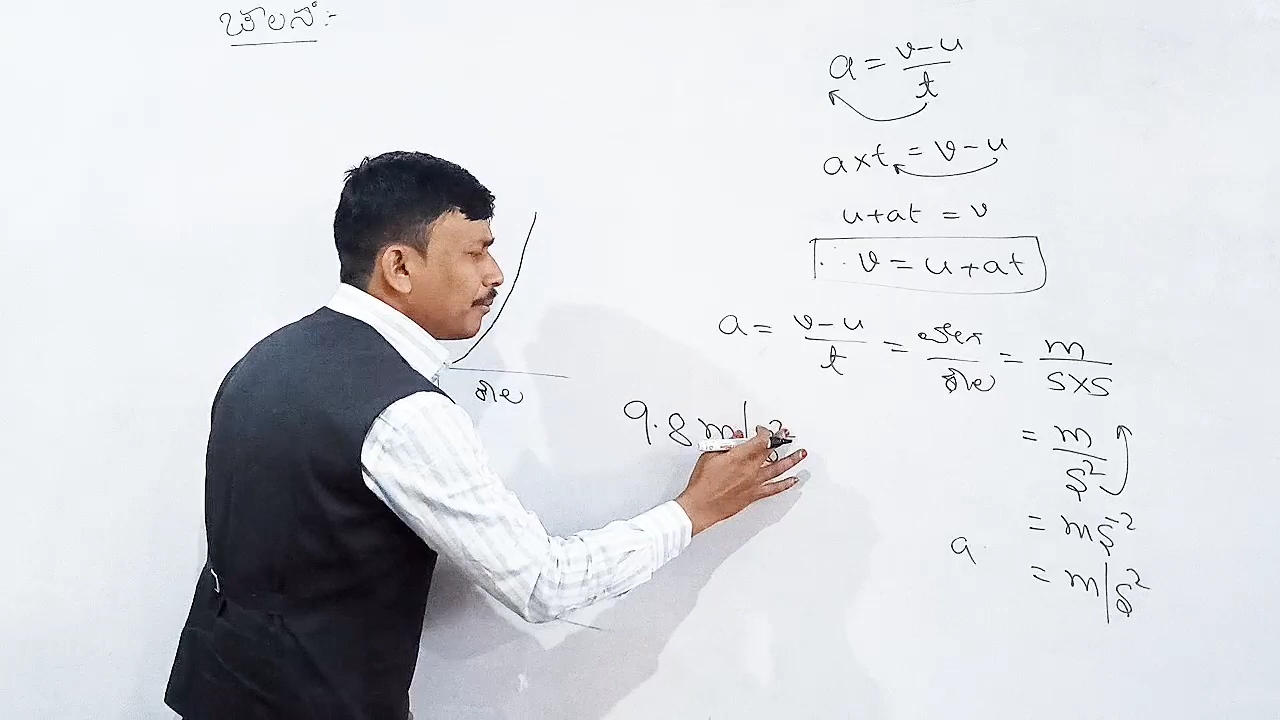 ಚಲನೆ:-
a = v-u/t
a×t = v-u
u+at = v
∴ v = u+at
a = v-u/t = ವೇಗ/ಕಾಲ = m/s×s
ಕಾಲ
9.8 m/s²
= m/s²
= ms⁻²
a = m/s²